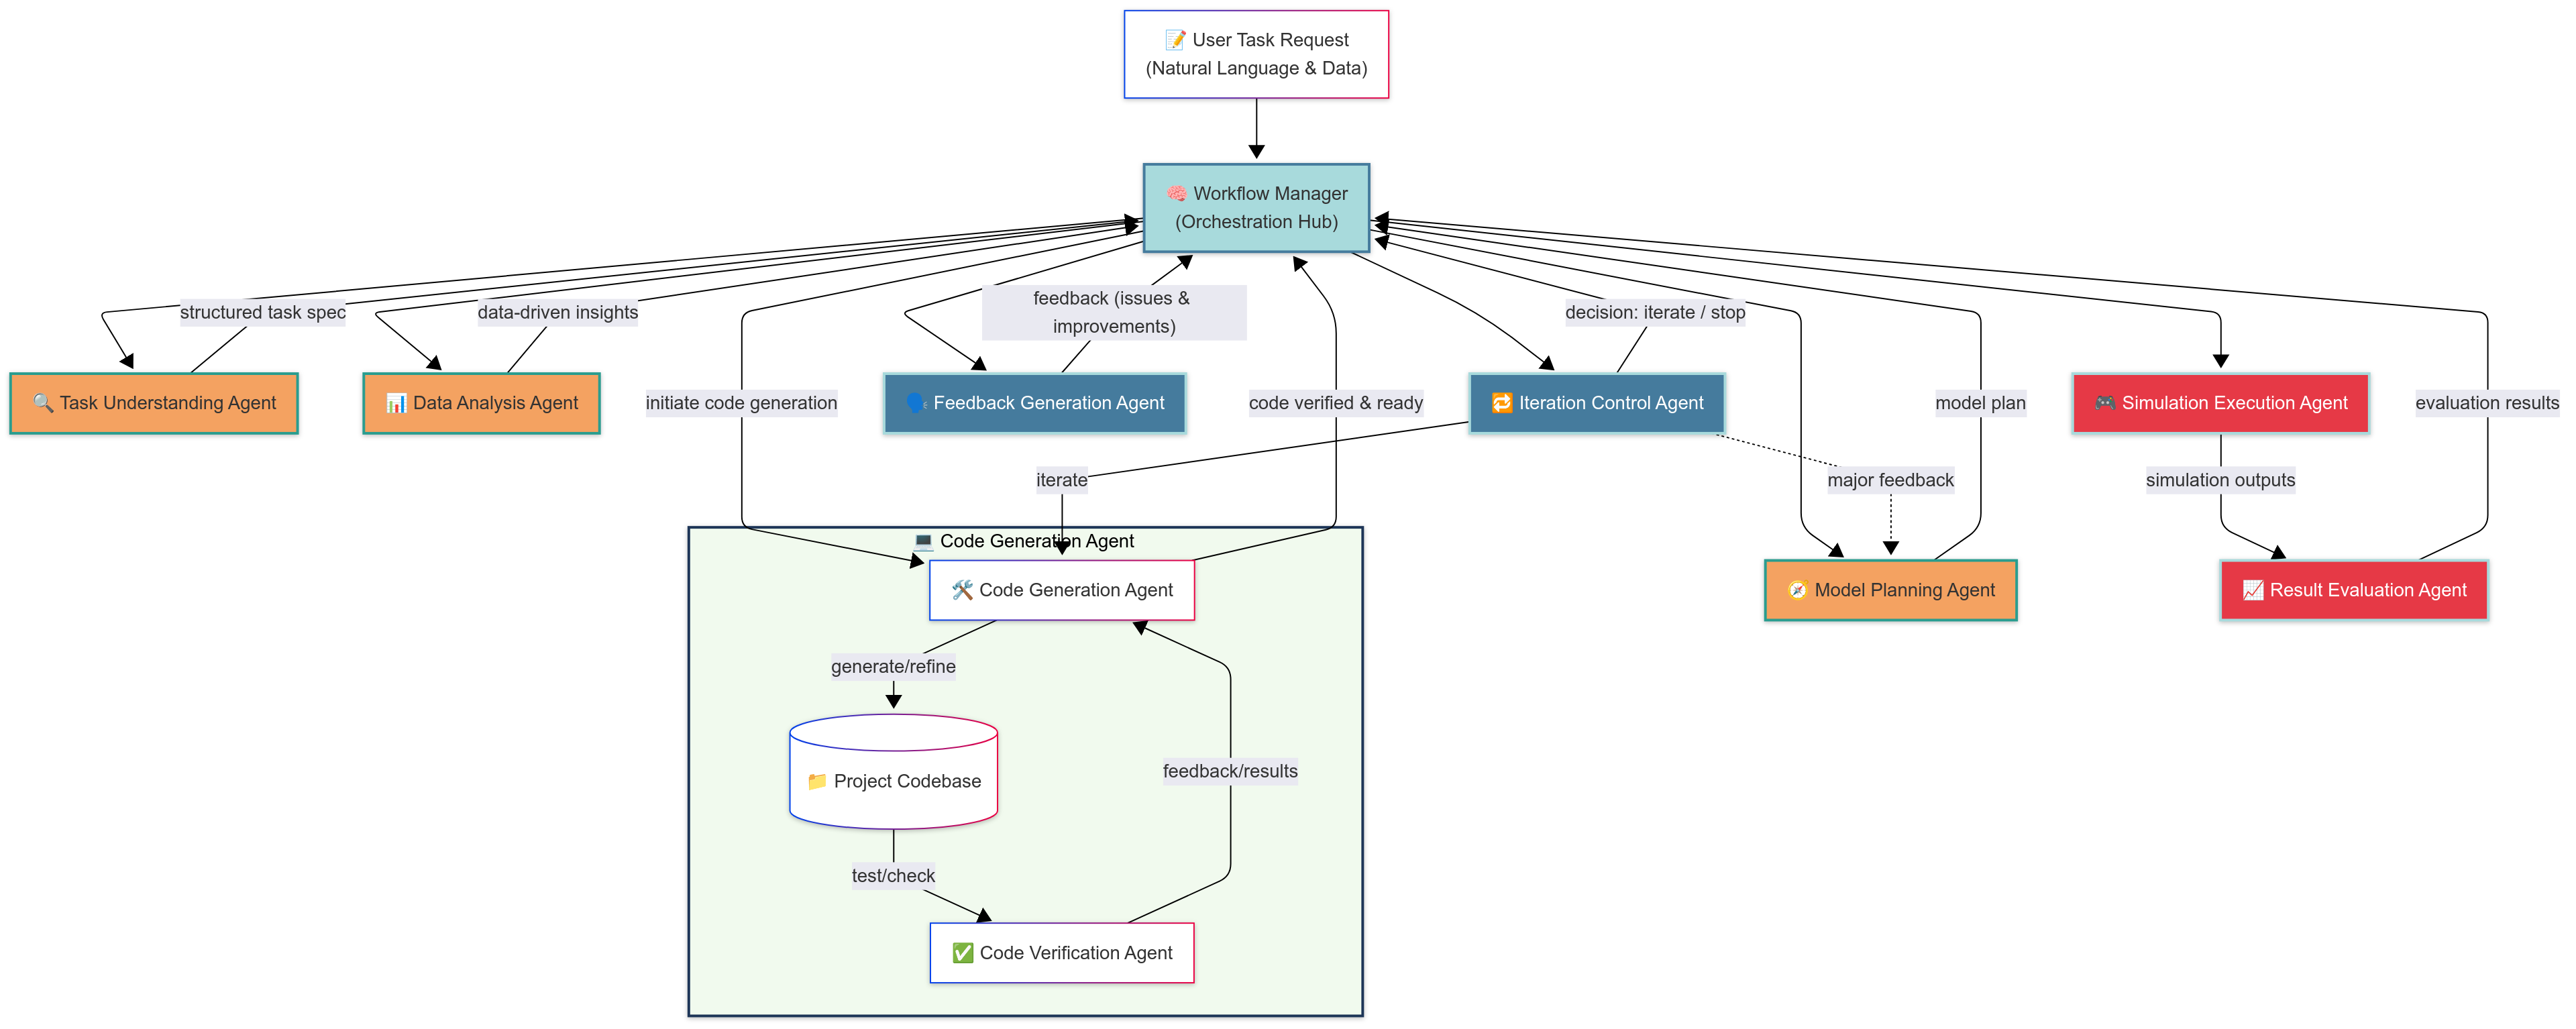 📝 User Task Request
(Natural Language & Data)
🧠 Workflow Manager
(Orchestration Hub)
structured task spec
data-driven insights
feedback (issues &
improvements)
decision: iterate / stop
🔍 Task Understanding Agent
📊 Data Analysis Agent
initiate code generation
🗣️ Feedback Generation Agent
code verified & ready
🔁 Iteration Control Agent
model plan
🎮 Simulation Execution Agent
evaluation results
iterate
major feedback
simulation outputs
💻 Code Generation Agent
🛠️ Code Generation Agent
🧭 Model Planning Agent
📈 Result Evaluation Agent
generate/refine
📁 Project Codebase
feedback/results
test/check
✅ Code Verification Agent